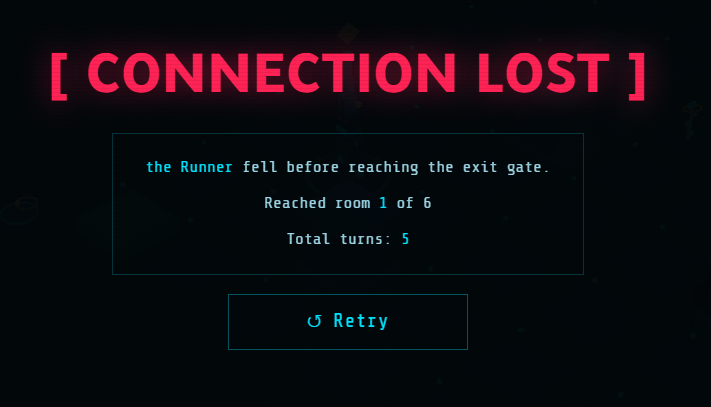 [ CONNECTION LOST ]
the Runner fell before reaching the exit gate.
Reached room 1 of 6
Total turns: 5
↺ Retry